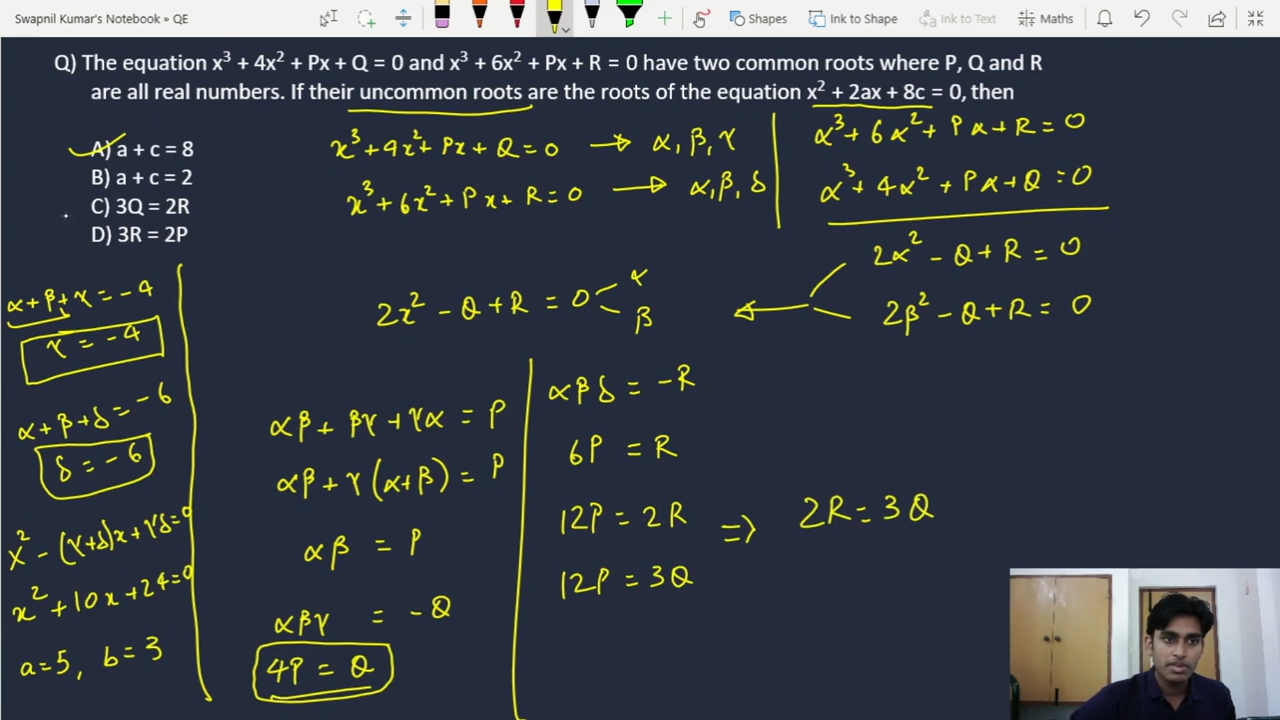 Swapnil Kumar's Notebook » QE
Shapes Ink to Shape Ink to Text Maths
Q) The equation x³ + 4x² + Px + Q = 0 and x³ + 6x² + Px + R = 0 have two common roots where P, Q and R
are all real numbers. If their uncommon roots are the roots of the equation x² + 2ax + 8c = 0, then
A) a + c = 8
B) a + c = 2
C) 3Q = 2R
D) 3R = 2P
x³+4x²+Px+Q=0 → α, β, γ
x³+6x²+Px+R=0 → α, β, δ
α³+6α²+Pα+R=0
α³+4α²+Pα+Q=0
2α²-Q+R=0
2β²-Q+R=0
2x²-Q+R=0
α
β
α+β+γ=-4
γ=-4
α+β+δ=-6
δ=-6
x²-(γ+δ)x+γδ=0
x²+10x+24=0
a=5, b=3
αβ+βγ+γα=P
αβ+γ(α+β)=P
αβ=P
αβγ=-Q
4P=Q
αβδ=-R
6P=R
12P=2R
12P=3Q
⇒ 2R=3Q